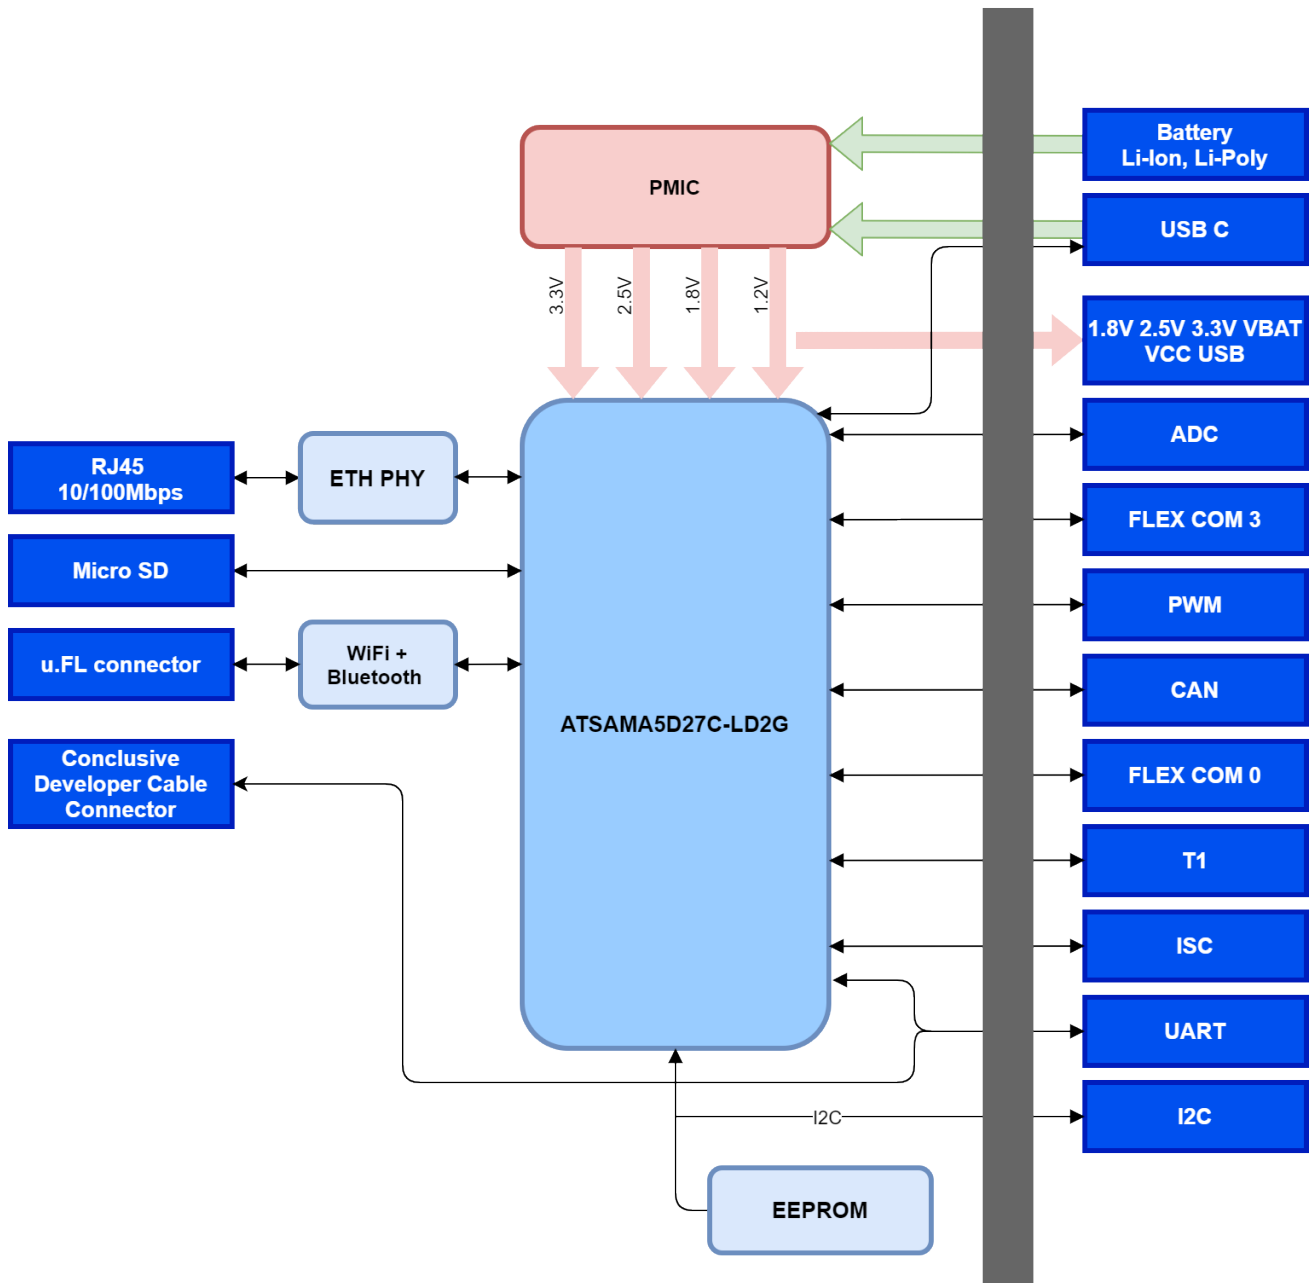 Battery
Li-Ion, Li-Poly
PMIC
USB C
3.3V
2.5V
1.8V
1.2V
1.8V 2.5V 3.3V VBAT
VCC USB
ADC
RJ45
10/100Mbps
ETH PHY
FLEX COM 3
Micro SD
PWM
u.FL connector
WiFi +
Bluetooth
CAN
ATSAMA5D27C-LD2G
Conclusive
Developer Cable
Connector
FLEX COM 0
T1
ISC
UART
I2C
I2C
EEPROM